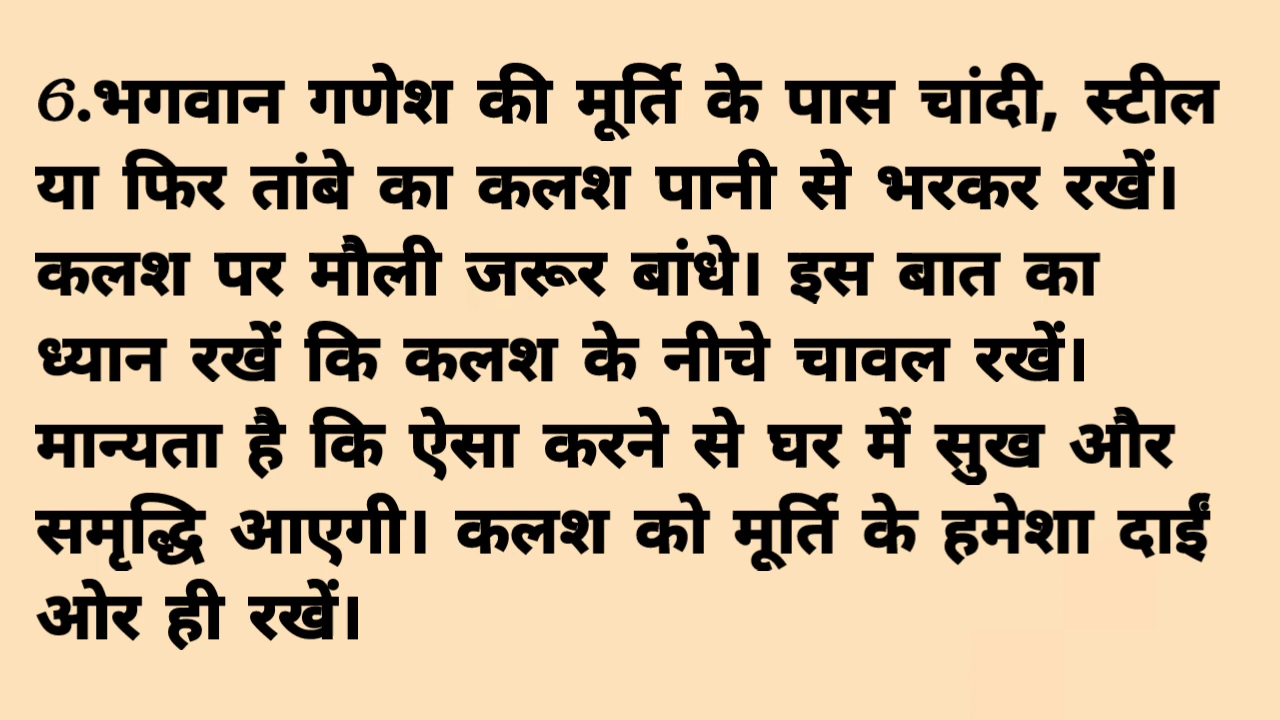 6.भगवान गणेश की मूर्ति के पास चांदी, स्टील
या फिर तांबे का कलश पानी से भरकर रखें।
कलश पर मौली जरूर बांधे। इस बात का
ध्यान रखें कि कलश के नीचे चावल रखें।
मान्यता है कि ऐसा करने से घर में सुख और
समृद्धि आएगी। कलश को मूर्ति के हमेशा दाईं
ओर ही रखें।